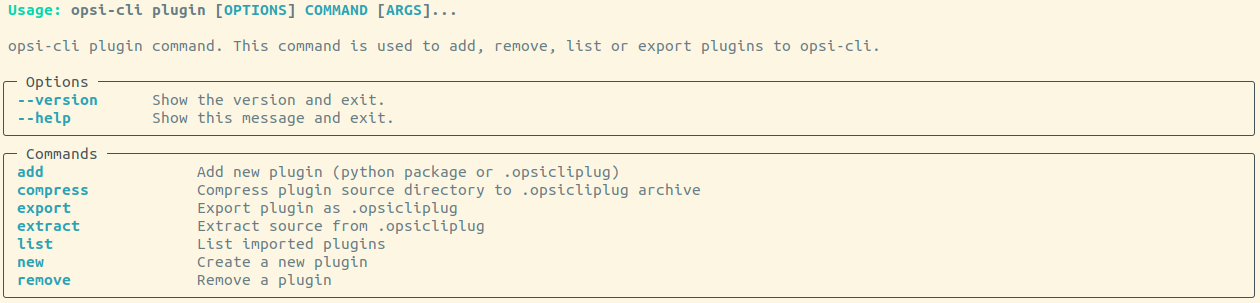 Usage: opsi-cli plugin [OPTIONS] COMMAND [ARGS]...
opsi-cli plugin command. This command is used to add, remove, list or export plugins to opsi-cli.
Options
--version Show the version and exit.
--help Show this message and exit.
Commands
add Add new plugin (python package or .opsicliplug)
compress Compress plugin source directory to .opsicliplug archive
export Export plugin as .opsicliplug
extract Extract source from .opsicliplug
list List imported plugins
new Create a new plugin
remove Remove a plugin